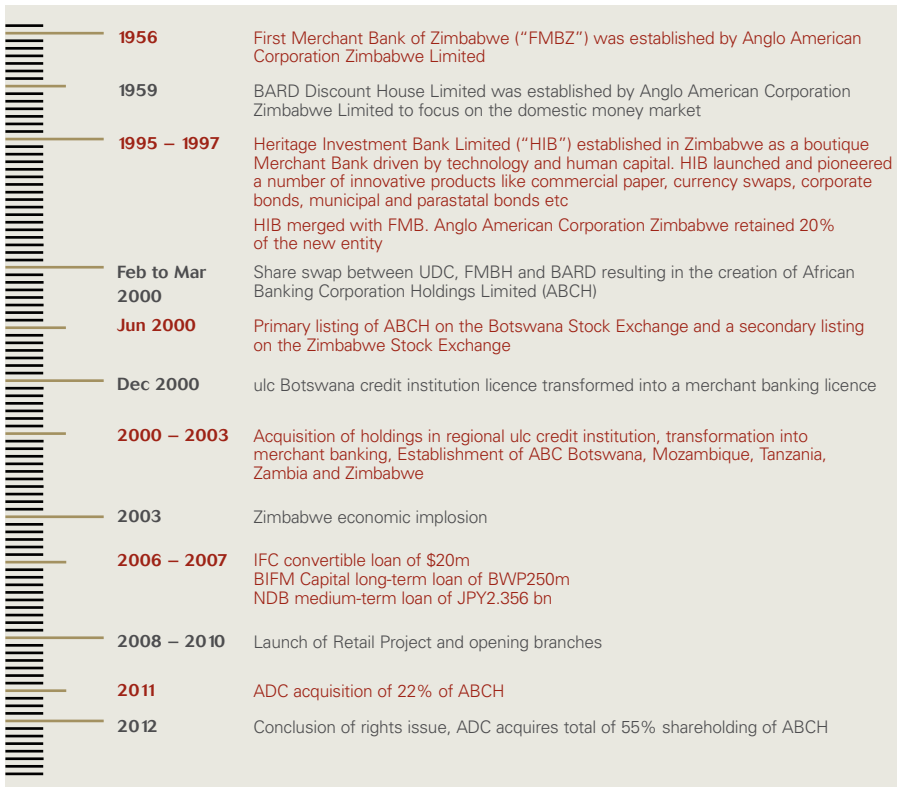 1956
First Merchant Bank of Zimbabwe (“FMBZ”) was established by Anglo American
Corporation Zimbabwe Limited
1959
BARD Discount House Limited was established by Anglo American Corporation
Zimbabwe Limited to focus on the domestic money market
1995 – 1997
Heritage Investment Bank Limited (“HIB”) established in Zimbabwe as a boutique
Merchant Bank driven by technology and human capital. HIB launched and pioneered
a number of innovative products like commercial paper, currency swaps, corporate
bonds, municipal and parastatal bonds etc
HIB merged with FMB. Anglo American Corporation Zimbabwe retained 20%
of the new entity
Feb to Mar
2000
Share swap between UDC, FMBH and BARD resulting in the creation of African
Banking Corporation Holdings Limited (ABCH)
Jun 2000
Primary listing of ABCH on the Botswana Stock Exchange and a secondary listing
on the Zimbabwe Stock Exchange
Dec 2000
ulc Botswana credit institution licence transformed into a merchant banking licence
2000 – 2003
Acquisition of holdings in regional ulc credit institution, transformation into
merchant banking, Establishment of ABC Botswana, Mozambique, Tanzania,
Zambia and Zimbabwe
2003
Zimbabwe economic implosion
2006 – 2007
IFC convertible loan of $20m
BIFM Capital long-term loan of BWP250m
NDB medium-term loan of JPY2.356 bn
2008 – 2010
Launch of Retail Project and opening branches
2011
ADC acquisition of 22% of ABCH
2012
Conclusion of rights issue, ADC acquires total of 55% shareholding of ABCH